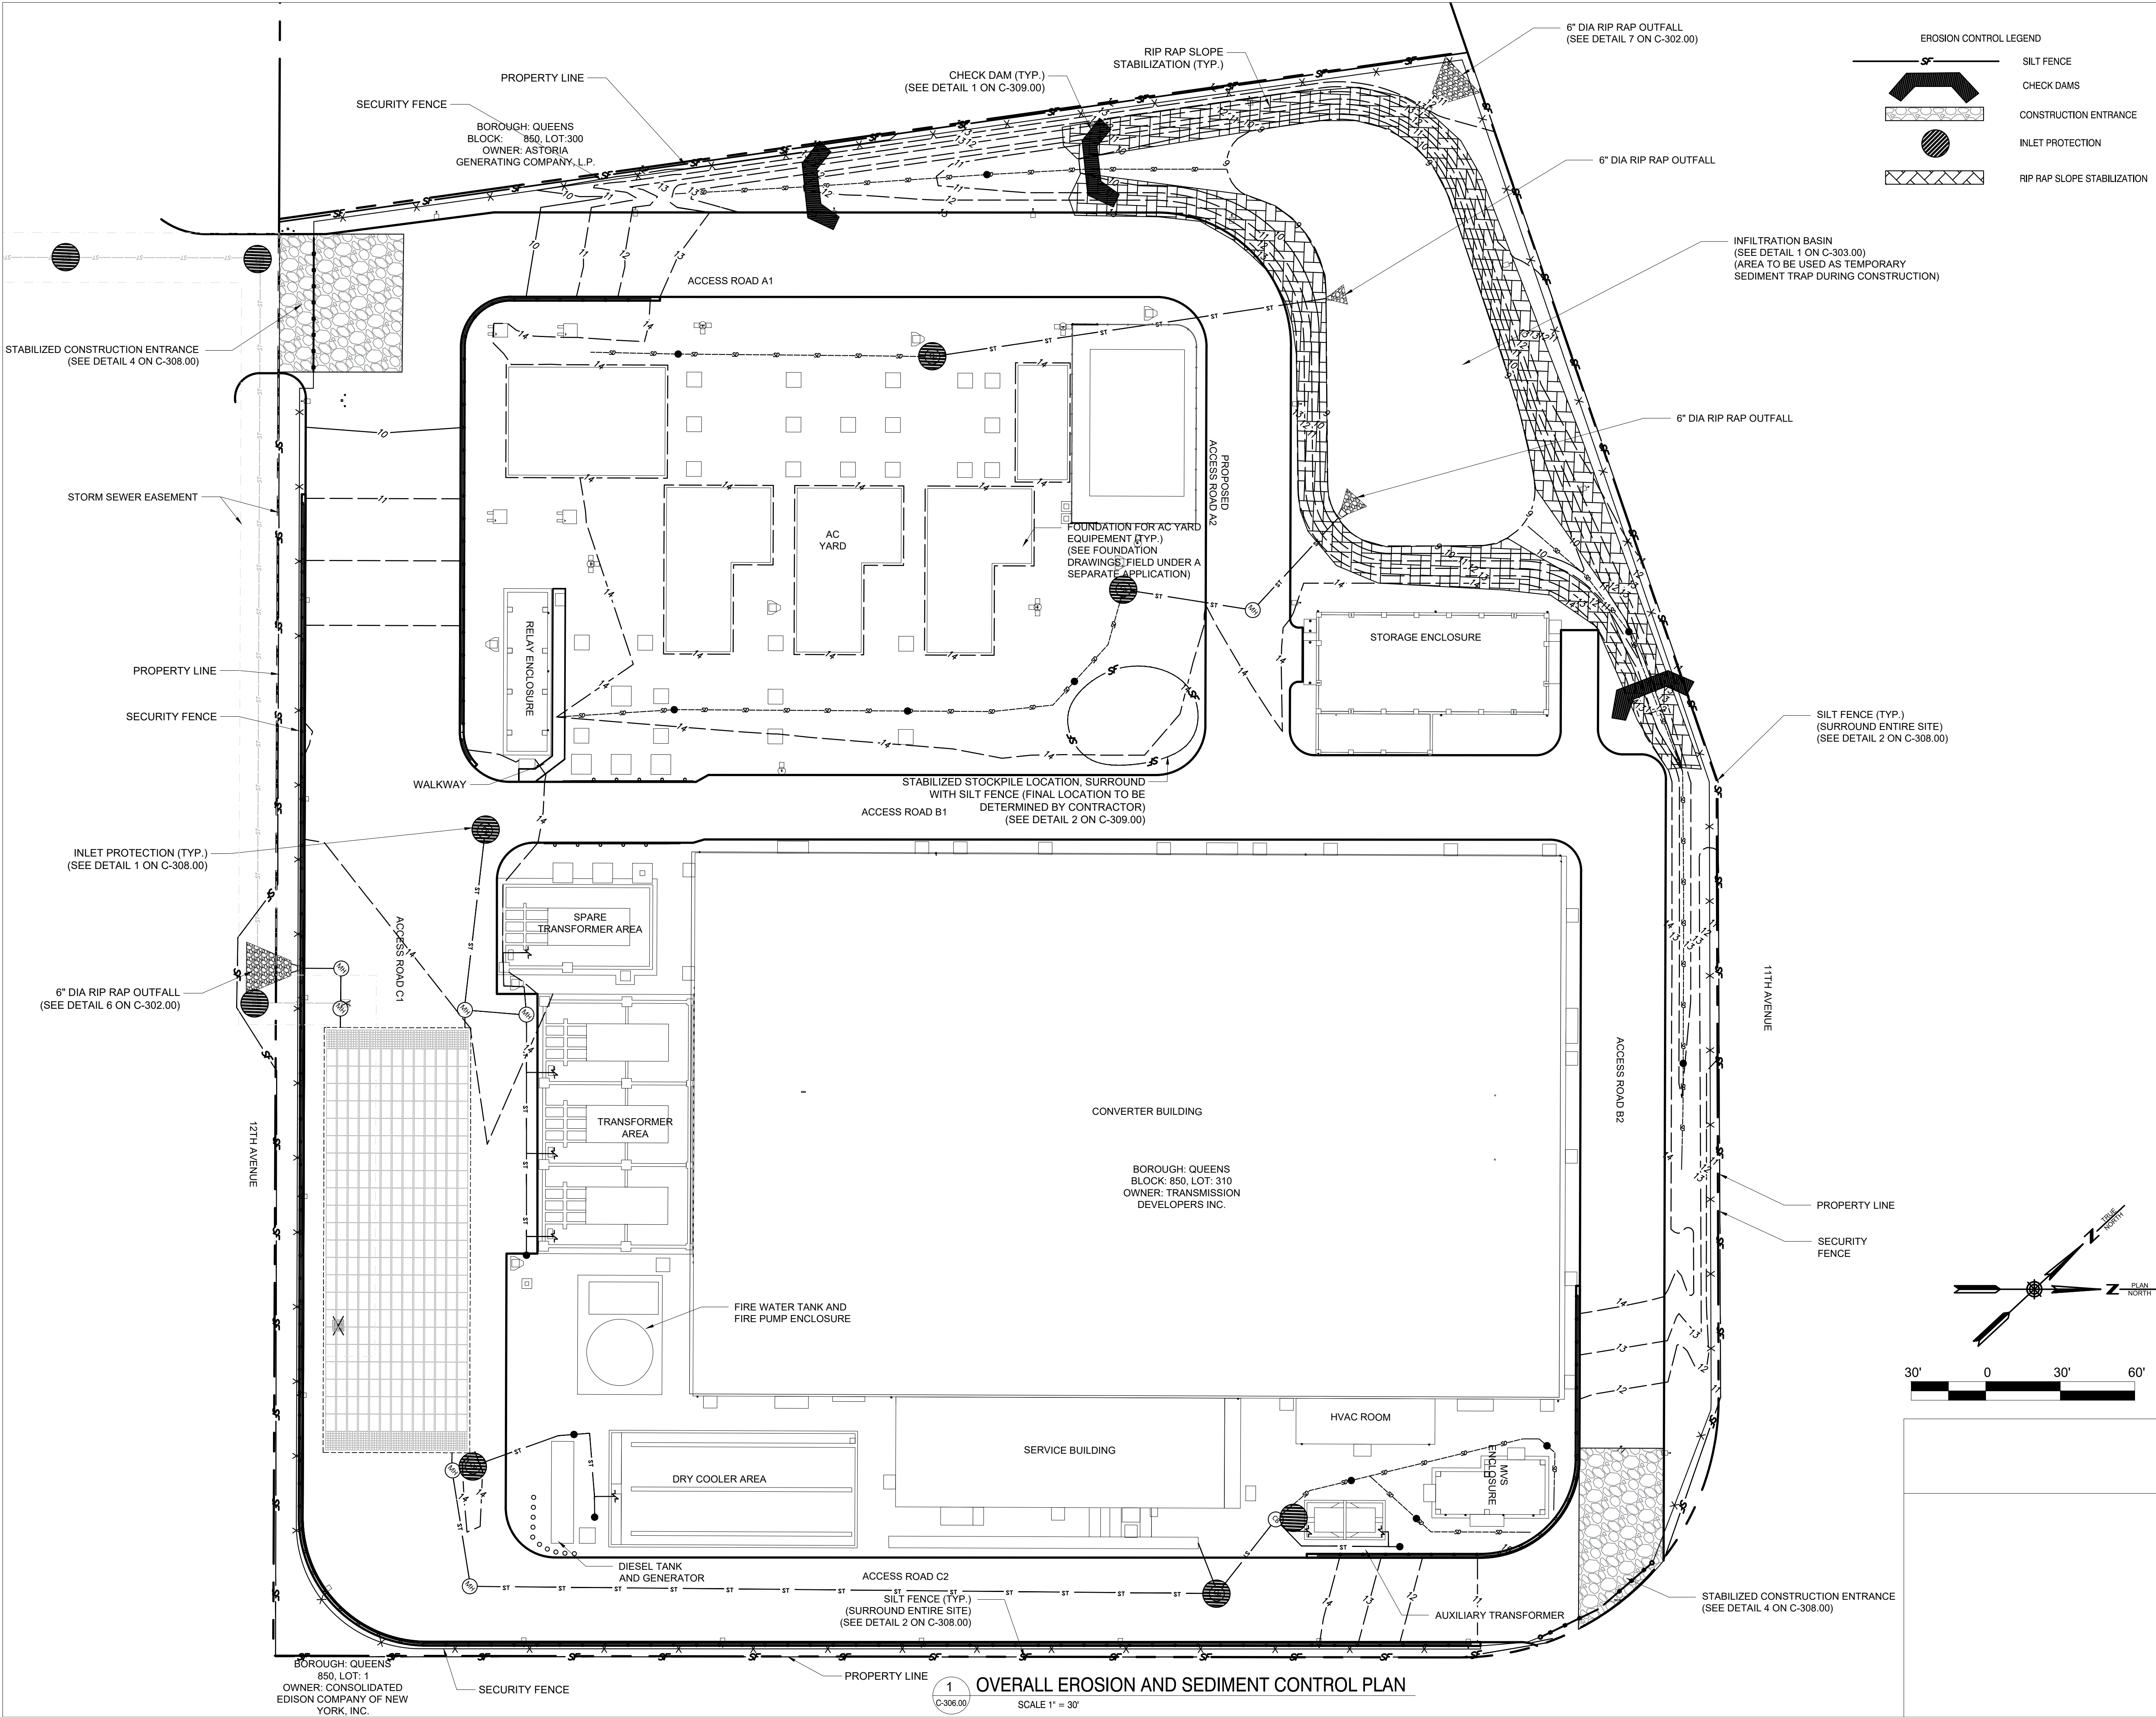 6" DIA RIP RAP OUTFALL
(SEE DETAIL 7 ON C-302.00)
EROSION CONTROL LEGEND
SF
SILT FENCE
CHECK DAMS
CONSTRUCTION ENTRANCE
INLET PROTECTION
RIP RAP SLOPE STABILIZATION
RIP RAP SLOPE
STABILIZATION (TYP.)
CHECK DAM (TYP.)
(SEE DETAIL 1 ON C-309.00)
PROPERTY LINE
SECURITY FENCE
BOROUGH: QUEENS
BLOCK: 850, LOT:300
OWNER: ASTORIA
GENERATING COMPANY, L.P.
6" DIA RIP RAP OUTFALL
INFILTRATION BASIN
(SEE DETAIL 1 ON C-303.00)
(AREA TO BE USED AS TEMPORARY
SEDIMENT TRAP DURING CONSTRUCTION)
ACCESS ROAD A1
STABILIZED CONSTRUCTION ENTRANCE
(SEE DETAIL 4 ON C-308.00)
6" DIA RIP RAP OUTFALL
STORM SEWER EASEMENT
PROPOSED
ACCESS ROAD A2
AC
YARD
FOUNDATION FOR AC YARD
EQUIPEMENT (TYP.)
(SEE FOUNDATION
DRAWINGS, FIELD UNDER A
SEPARATE APPLICATION)
RELAY ENCLOSURE
STORAGE ENCLOSURE
PROPERTY LINE
SECURITY FENCE
SILT FENCE (TYP.)
(SURROUND ENTIRE SITE)
(SEE DETAIL 2 ON C-308.00)
WALKWAY
STABILIZED STOCKPILE LOCATION, SURROUND
WITH SILT FENCE (FINAL LOCATION TO BE
DETERMINED BY CONTRACTOR)
(SEE DETAIL 2 ON C-309.00)
ACCESS ROAD B1
INLET PROTECTION (TYP.)
(SEE DETAIL 1 ON C-308.00)
SPARE
TRANSFORMER AREA
ACCESS ROAD C1
6" DIA RIP RAP OUTFALL
(SEE DETAIL 6 ON C-302.00)
11TH AVENUE
ACCESS ROAD B2
12TH AVENUE
TRANSFORMER
AREA
CONVERTER BUILDING
BOROUGH: QUEENS
BLOCK: 850, LOT: 310
OWNER: TRANSMISSION
DEVELOPERS INC.
PROPERTY LINE
SECURITY
FENCE
TRUE
NORTH
PLAN
NORTH
30' 0 30' 60'
FIRE WATER TANK AND
FIRE PUMP ENCLOSURE
HVAC ROOM
SERVICE BUILDING
MVS
ENCLOSURE
DRY COOLER AREA
DIESEL TANK
AND GENERATOR
ACCESS ROAD C2
SILT FENCE (TYP.)
(SURROUND ENTIRE SITE)
(SEE DETAIL 2 ON C-308.00)
AUXILIARY TRANSFORMER
STABILIZED CONSTRUCTION ENTRANCE
(SEE DETAIL 4 ON C-308.00)
BOROUGH: QUEENS
850, LOT: 1
OWNER: CONSOLIDATED
EDISON COMPANY OF NEW
YORK, INC.
SECURITY FENCE
PROPERTY LINE
1
C-306.00
OVERALL EROSION AND SEDIMENT CONTROL PLAN
SCALE 1" = 30'